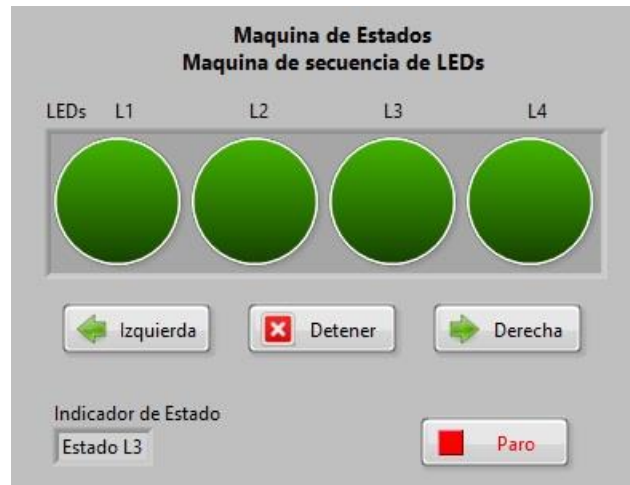 Maquina de Estados
Maquina de secuencia de LEDs
LEDs L1 L2 L3 L4
Izquierda Detener Derecha
Indicador de Estado
Estado L3
Paro